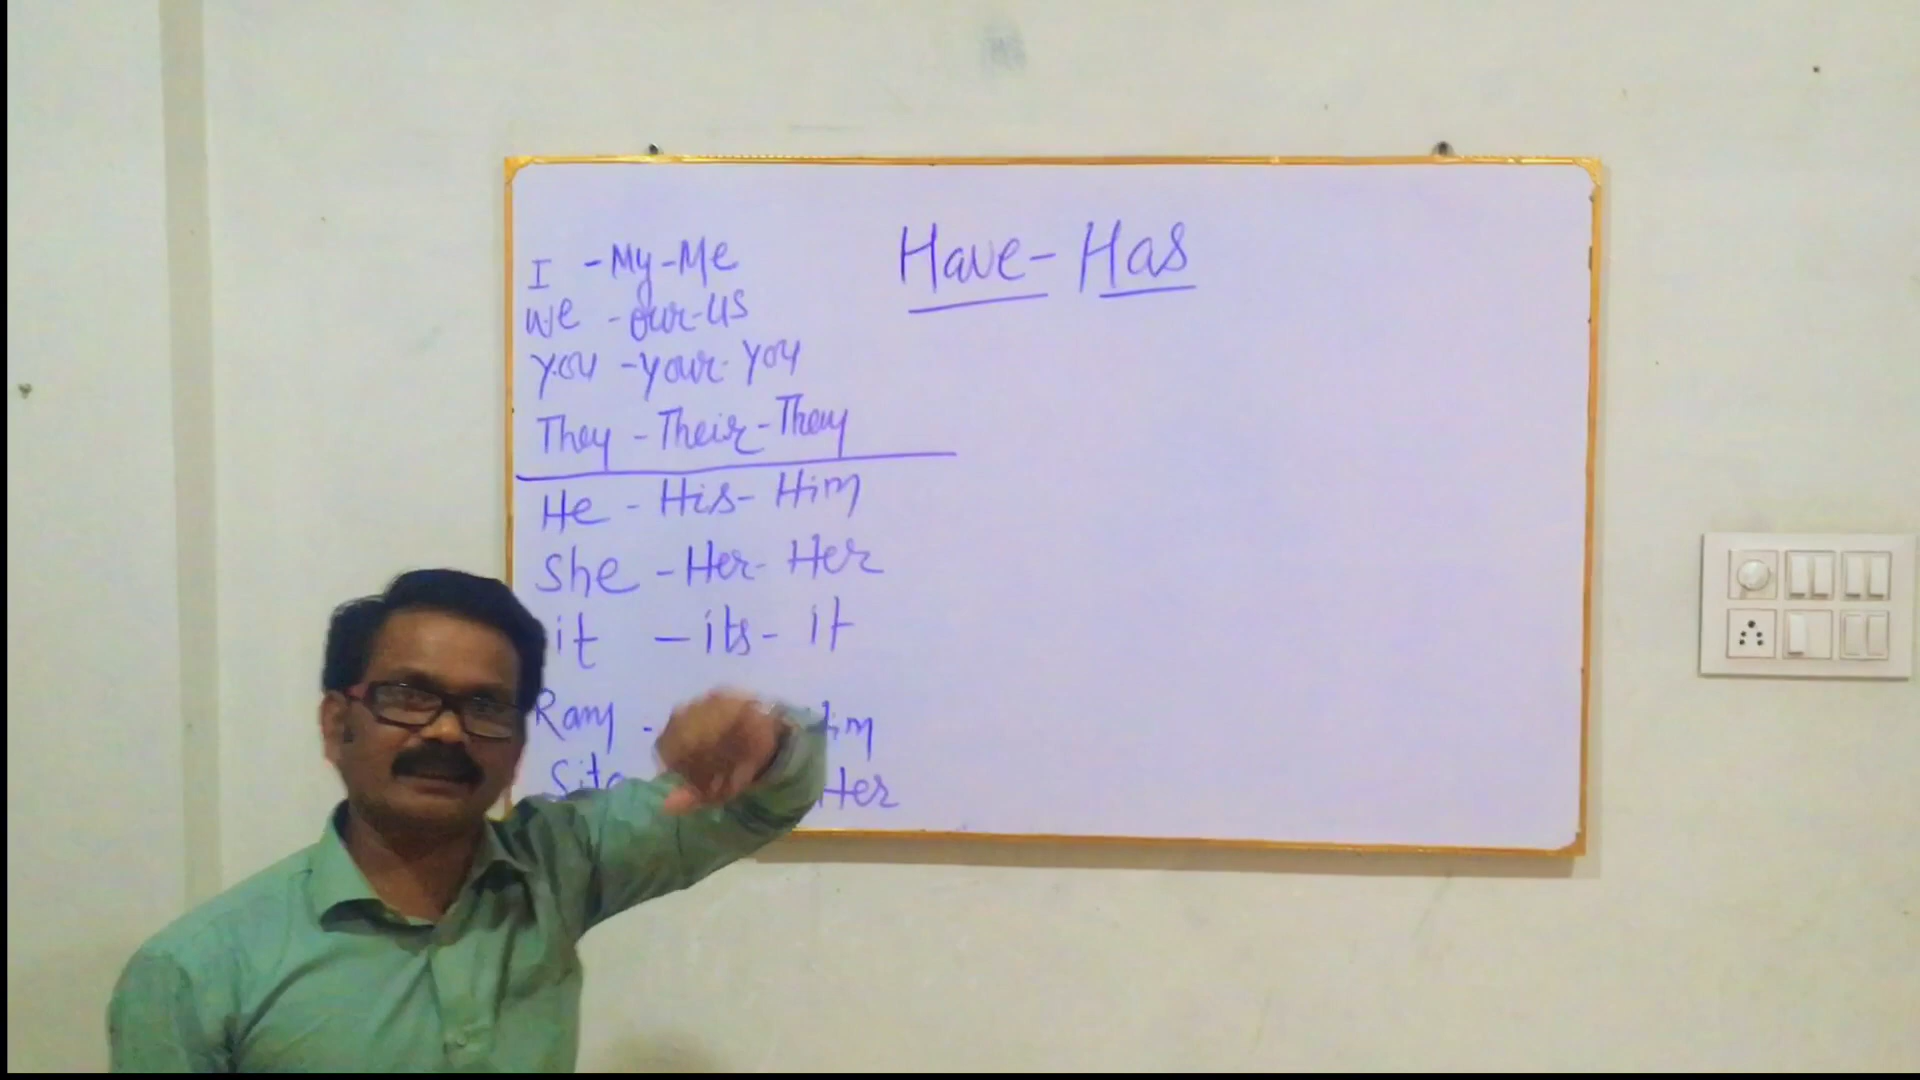 I - My - Me
We - our - us
You - your - You
They - Their - They
He - His - Him
She - Her - Her
it - its - it
Ram -
Her
Have - Has